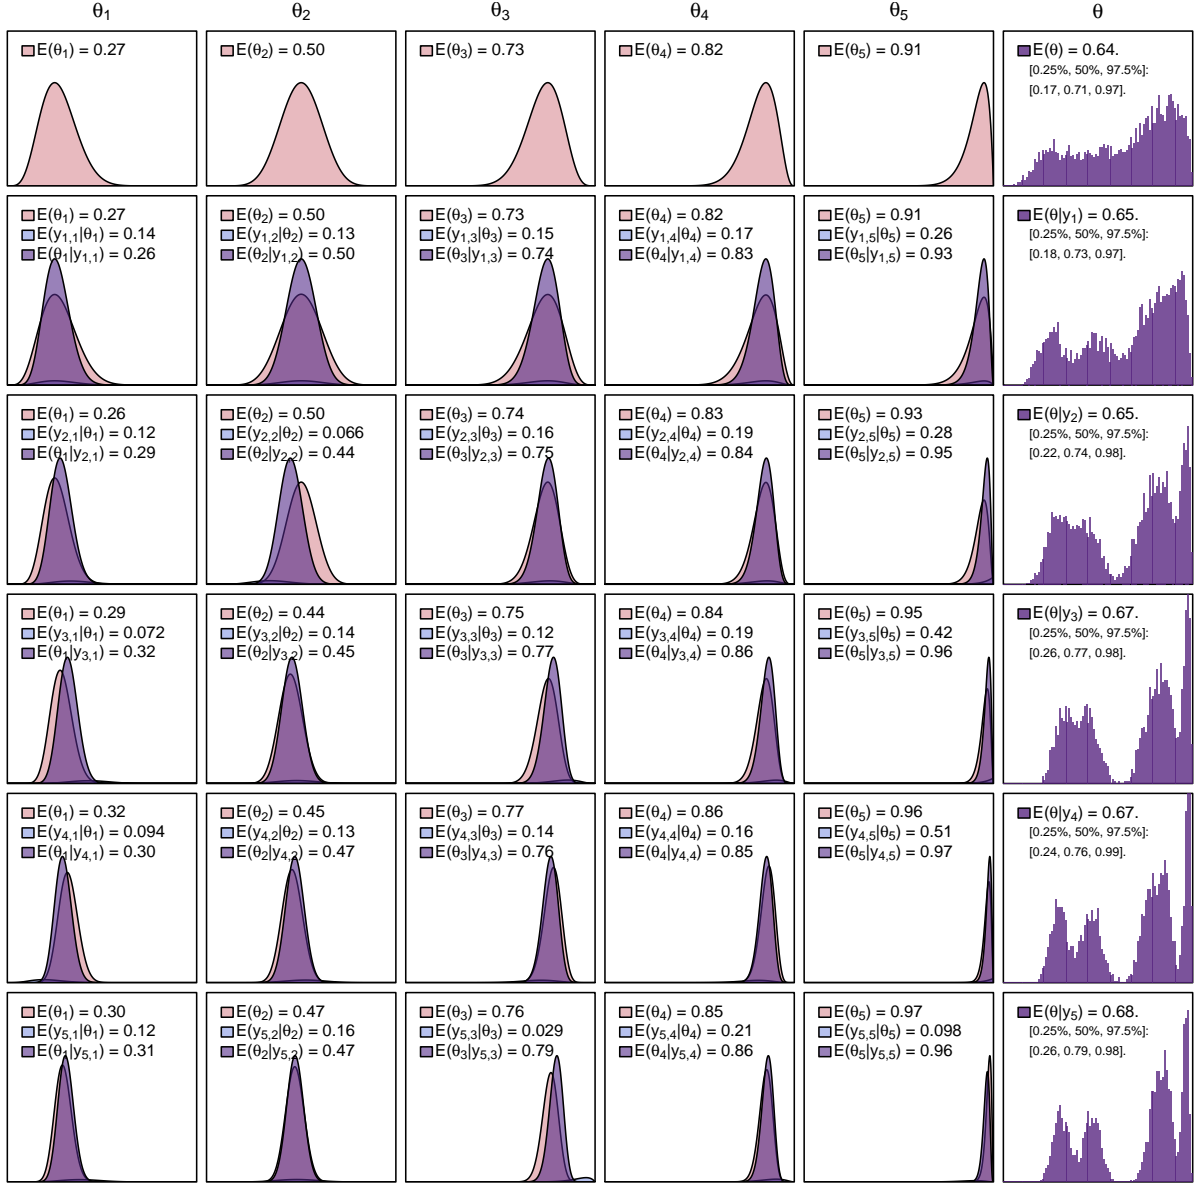 θ1 θ2 θ3 θ4 θ5 θ
E(θ1) = 0.27 E(θ2) = 0.50 E(θ3) = 0.73 E(θ4) = 0.82 E(θ5) = 0.91 E(θ) = 0.64.
[0.25%, 50%, 97.5%]:
[0.17, 0.71, 0.97].
E(θ1) = 0.27 E(θ2) = 0.50 E(θ3) = 0.73 E(θ4) = 0.82 E(θ5) = 0.91 E(θ|y1) = 0.65.
E(y1,1|θ1) = 0.14 E(y1,2|θ2) = 0.13 E(y1,3|θ3) = 0.15 E(y1,4|θ4) = 0.17 E(y1,5|θ5) = 0.26 [0.25%, 50%, 97.5%]:
E(θ1|y1,1) = 0.26 E(θ2|y1,2) = 0.50 E(θ3|y1,3) = 0.74 E(θ4|y1,4) = 0.83 E(θ5|y1,5) = 0.93 [0.18, 0.73, 0.97].
E(θ1) = 0.26 E(θ2) = 0.50 E(θ3) = 0.74 E(θ4) = 0.83 E(θ5) = 0.93 E(θ|y2) = 0.65.
E(y2,1|θ1) = 0.12 E(y2,2|θ2) = 0.066 E(y2,3|θ3) = 0.16 E(y2,4|θ4) = 0.19 E(y2,5|θ5) = 0.28 [0.25%, 50%, 97.5%]:
E(θ1|y2,1) = 0.29 E(θ2|y2,2) = 0.44 E(θ3|y2,3) = 0.75 E(θ4|y2,4) = 0.84 E(θ5|y2,5) = 0.95 [0.22, 0.74, 0.98].
E(θ1) = 0.29 E(θ2) = 0.44 E(θ3) = 0.75 E(θ4) = 0.84 E(θ5) = 0.95 E(θ|y3) = 0.67.
E(y3,1|θ1) = 0.072 E(y3,2|θ2) = 0.14 E(y3,3|θ3) = 0.12 E(y3,4|θ4) = 0.19 E(y3,5|θ5) = 0.42 [0.25%, 50%, 97.5%]:
E(θ1|y3,1) = 0.32 E(θ2|y3,2) = 0.45 E(θ3|y3,3) = 0.77 E(θ4|y3,4) = 0.86 E(θ5|y3,5) = 0.96 [0.26, 0.77, 0.98].
E(θ1) = 0.32 E(θ2) = 0.45 E(θ3) = 0.77 E(θ4) = 0.86 E(θ5) = 0.96 E(θ|y4) = 0.67.
E(y4,1|θ1) = 0.094 E(y4,2|θ2) = 0.13 E(y4,3|θ3) = 0.14 E(y4,4|θ4) = 0.16 E(y4,5|θ5) = 0.51 [0.25%, 50%, 97.5%]:
E(θ1|y4,1) = 0.30 E(θ2|y4,2) = 0.47 E(θ3|y4,3) = 0.76 E(θ4|y4,4) = 0.85 E(θ5|y4,5) = 0.97 [0.24, 0.76, 0.99].
E(θ1) = 0.30 E(θ2) = 0.47 E(θ3) = 0.76 E(θ4) = 0.85 E(θ5) = 0.97 E(θ|y5) = 0.68.
E(y5,1|θ1) = 0.12 E(y5,2|θ2) = 0.16 E(y5,3|θ3) = 0.029 E(y5,4|θ4) = 0.21 E(y5,5|θ5) = 0.098 [0.25%, 50%, 97.5%]:
E(θ1|y5,1) = 0.31 E(θ2|y5,2) = 0.47 E(θ3|y5,3) = 0.79 E(θ4|y5,4) = 0.86 E(θ5|y5,5) = 0.96 [0.26, 0.79, 0.98].